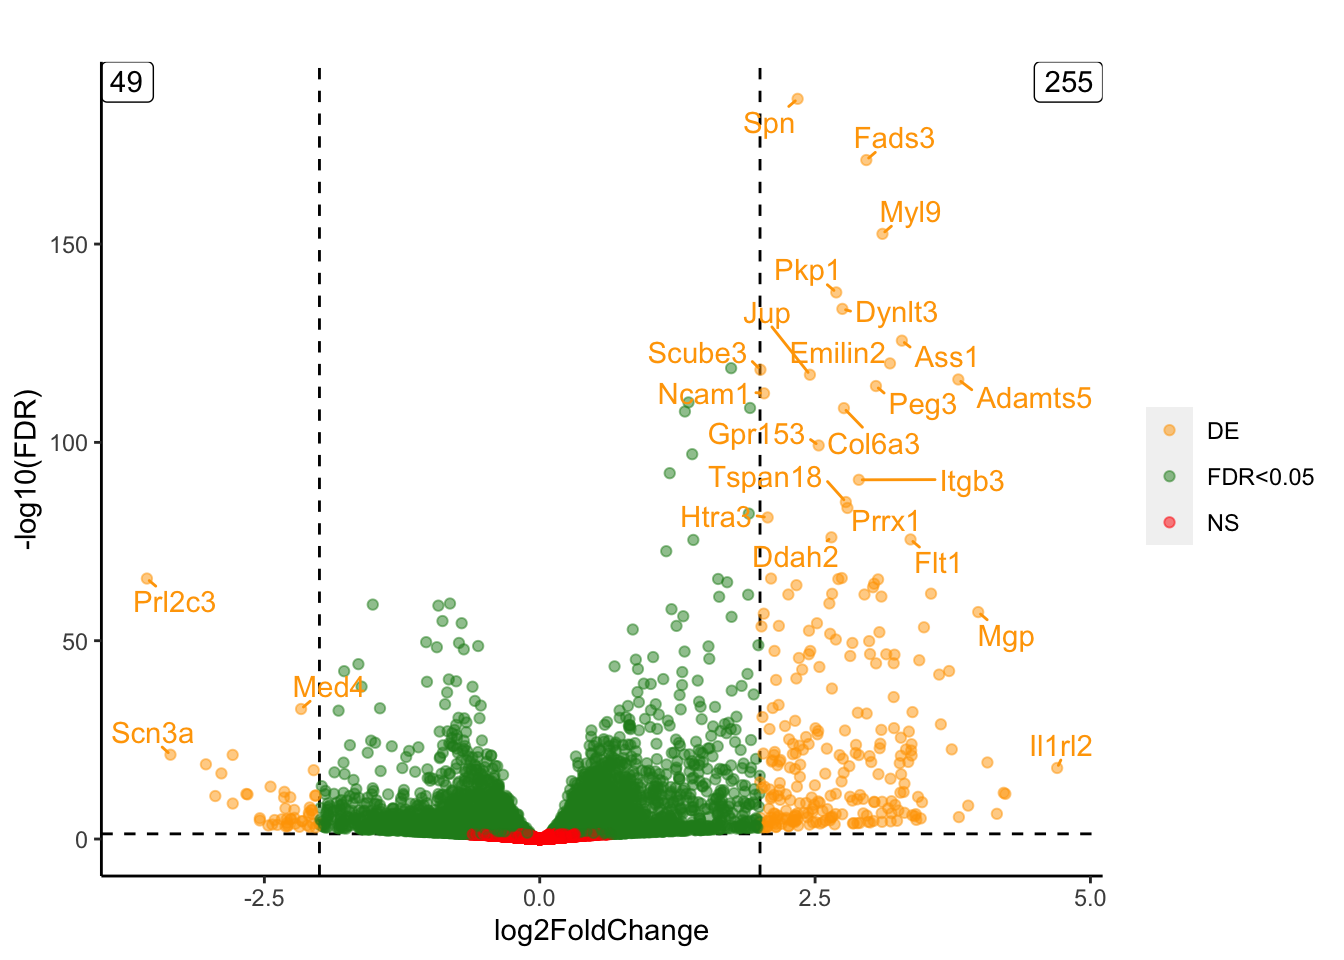 49
255
Spn
Fads3
Myl9
Pkp1
Dynlt3
Jup
Scube3
Emilin2
Ass1
Ncam1
Peg3
Adamts5
Gpr153
Col6a3
Tspan18
Itgb3
Htra3
Prrx1
Ddah2
Flt1
Prl2c3
Mgp
Med4
Scn3a
Il1rl2
150
100
50
0
-log10(FDR)
-2.5
0.0
2.5
5.0
log2FoldChange
DE
FDR<0.05
NS